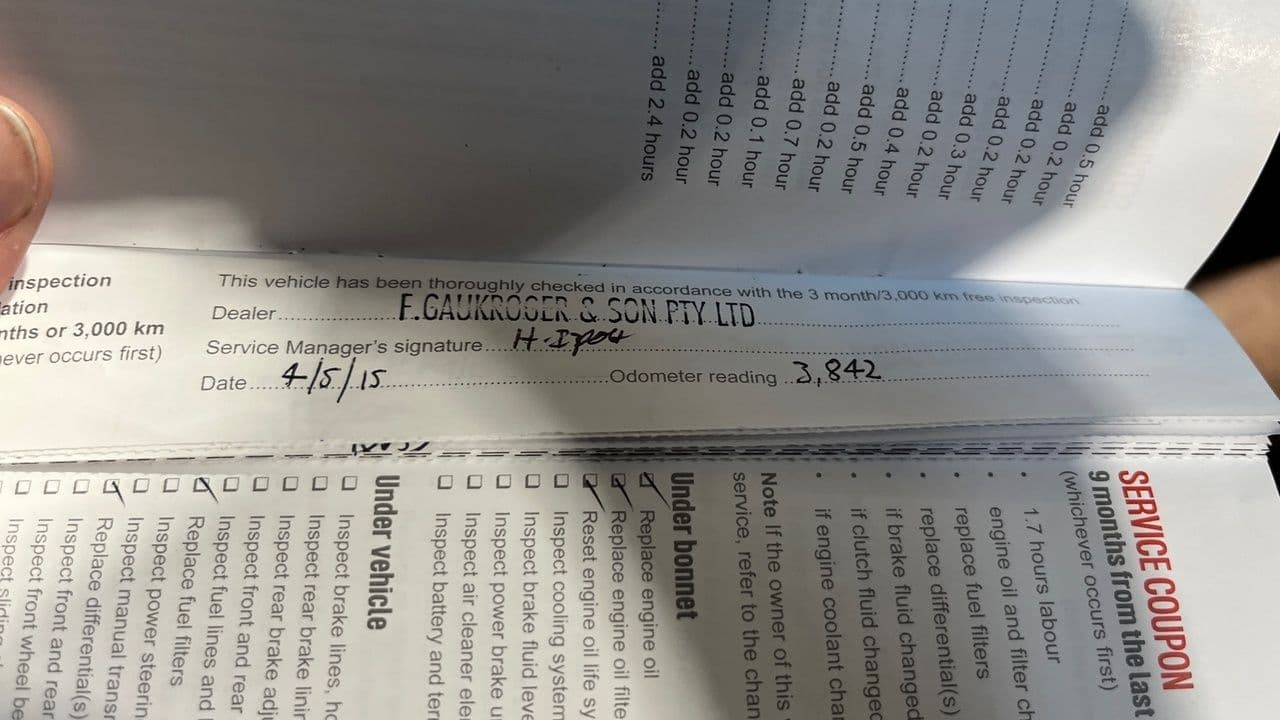 add 0.5 hour
add 0.2 hour
add 0.2 hour
add 0.2 hour
add 0.3 hour
add 0.2 hour
add 0.4 hour
add 0.5 hour
add 0.2 hour
add 0.7 hour
add 0.1 hour
add 0.2 hour
add 0.2 hour
add 2.4 hours
inspection
nths or 3,000 km
ever occurs first)
This vehicle has been thoroughly checked in accordance with the 3 month/3,000 km free inspection
Dealer F.GAUKROGER & SON PTY LTD
Service Manager's signature H.
Date 4/5/15 Odometer reading 3,842
SERVICE COUPON
9 months from the last
(whichever occurs first)
• 1.7 hours labour
• engine oil and filter ch
• replace fuel filters
• replace differential(s)
• if brake fluid changed
• if clutch fluid changed
• if engine coolant cha
Note If the owner of this
service, refer to the chan
Under bonnet
Replace engine oil
Replace engine oil filte
Reset engine oil life sy
Inspect cooling system
Inspect brake fluid leve
Inspect power brake u
Inspect air cleaner ele
Inspect battery and ter
Under vehicle
Inspect brake lines, ho
Inspect rear brake linin
Inspect rear brake adju
Inspect front and rear
Inspect fuel lines and
Replace fuel filters
Inspect power steerin
Inspect manual transm
Replace differential(s)
Inspect front and rear
Inspect front wheel be